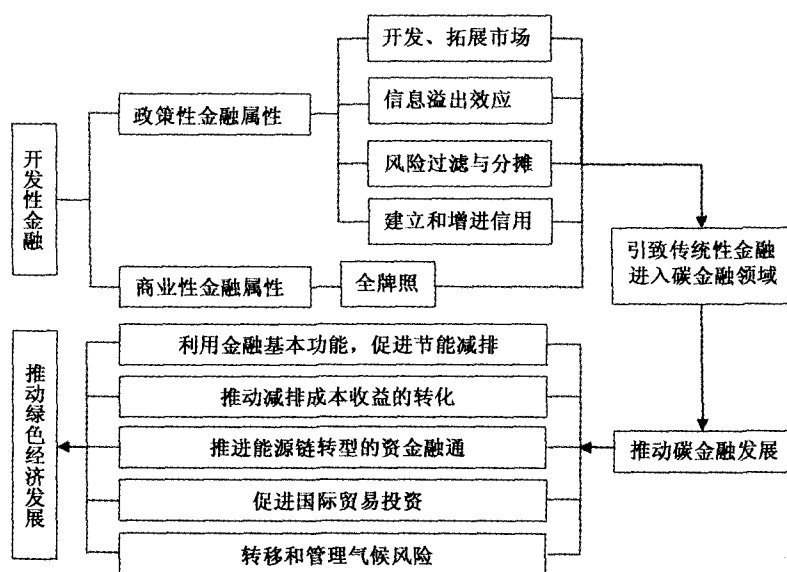 开发性金融
政策性金融属性
开发、拓展市场
信息溢出效应
风险过滤与分摊
建立和增进信用
商业性金融属性
全牌照
引致传统性金融
进入碳金融领域
推动碳金融发展
利用金融基本功能，促进节能减排
推动减排成本收益的转化
推进能源链转型的资金融通
促进国际贸易投资
转移和管理气候风险
推动绿色经济发展